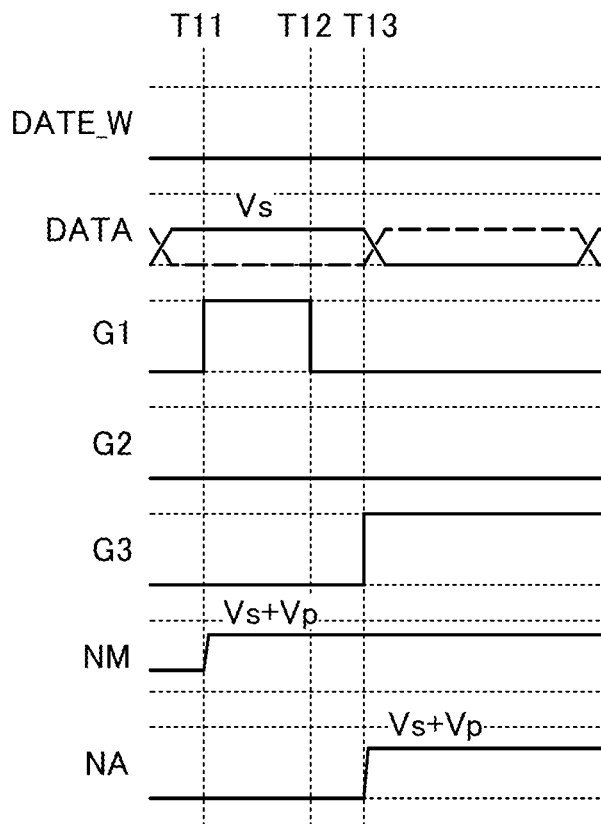 T11 T12 T13
DATE_W
Vs
DATA
G1
G2
G3
Vs+Vp
NM
Vs+Vp
NA